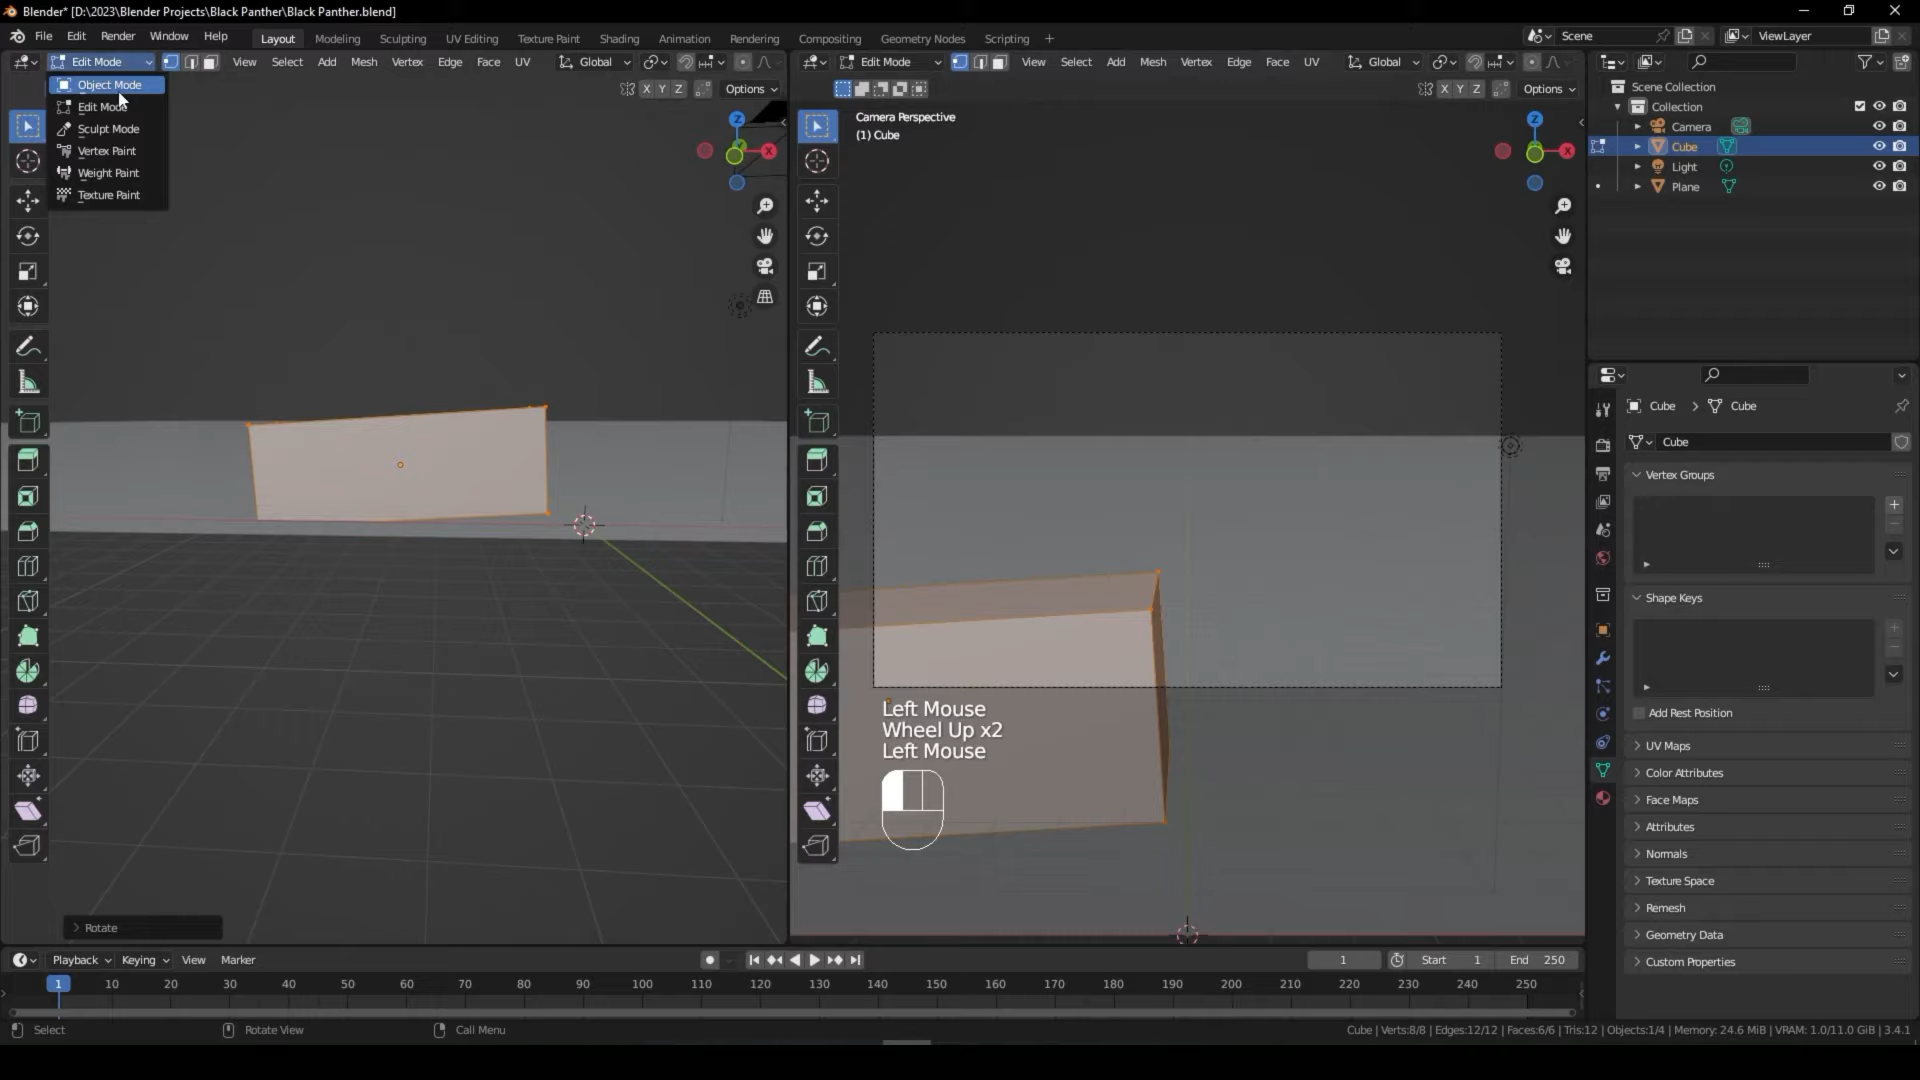 Blender* [D:\2023\Blender Projects\Black Panther\Black Panther.blend]
File Edit Render Window Help Layout Modeling Sculpting UV Editing Texture Paint Shading Animation Rendering Compositing Geometry Nodes Scripting + Scene ViewLayer
Edit Mode View Select Add Mesh Vertex Edge Face UV Global
Edit Mode View Select Add Mesh Vertex Edge Face UV Global
X Y Z Options
X Y Z Options
Object Mode
Edit Mode
Sculpt Mode
Vertex Paint
Weight Paint
Texture Paint
Z
X
Camera Perspective
(1) Cube
Z
X
Scene Collection
Collection
Camera
Cube
Light
Plane
Cube > Cube
Cube
Vertex Groups
Shape Keys
Add Rest Position
UV Maps
Color Attributes
Face Maps
Attributes
Normals
Texture Space
Remesh
Geometry Data
Custom Properties
Left Mouse
Wheel Up x2
Left Mouse
> Rotate
Playback Keying View Marker 1 Start 1 End 250
1 10 20 30 40 50 60 70 80 90 100 110 120 130 140 150 160 170 180 190 200 210 220 230 240 250
Select Rotate View Call Menu Cube | Verts:8/8 | Edges:12/12 | Faces:6/6 | Tris:12 | Objects:1/4 | Memory: 24.6 MiB | VRAM: 1.0/11.0 GiB | 3.4.1